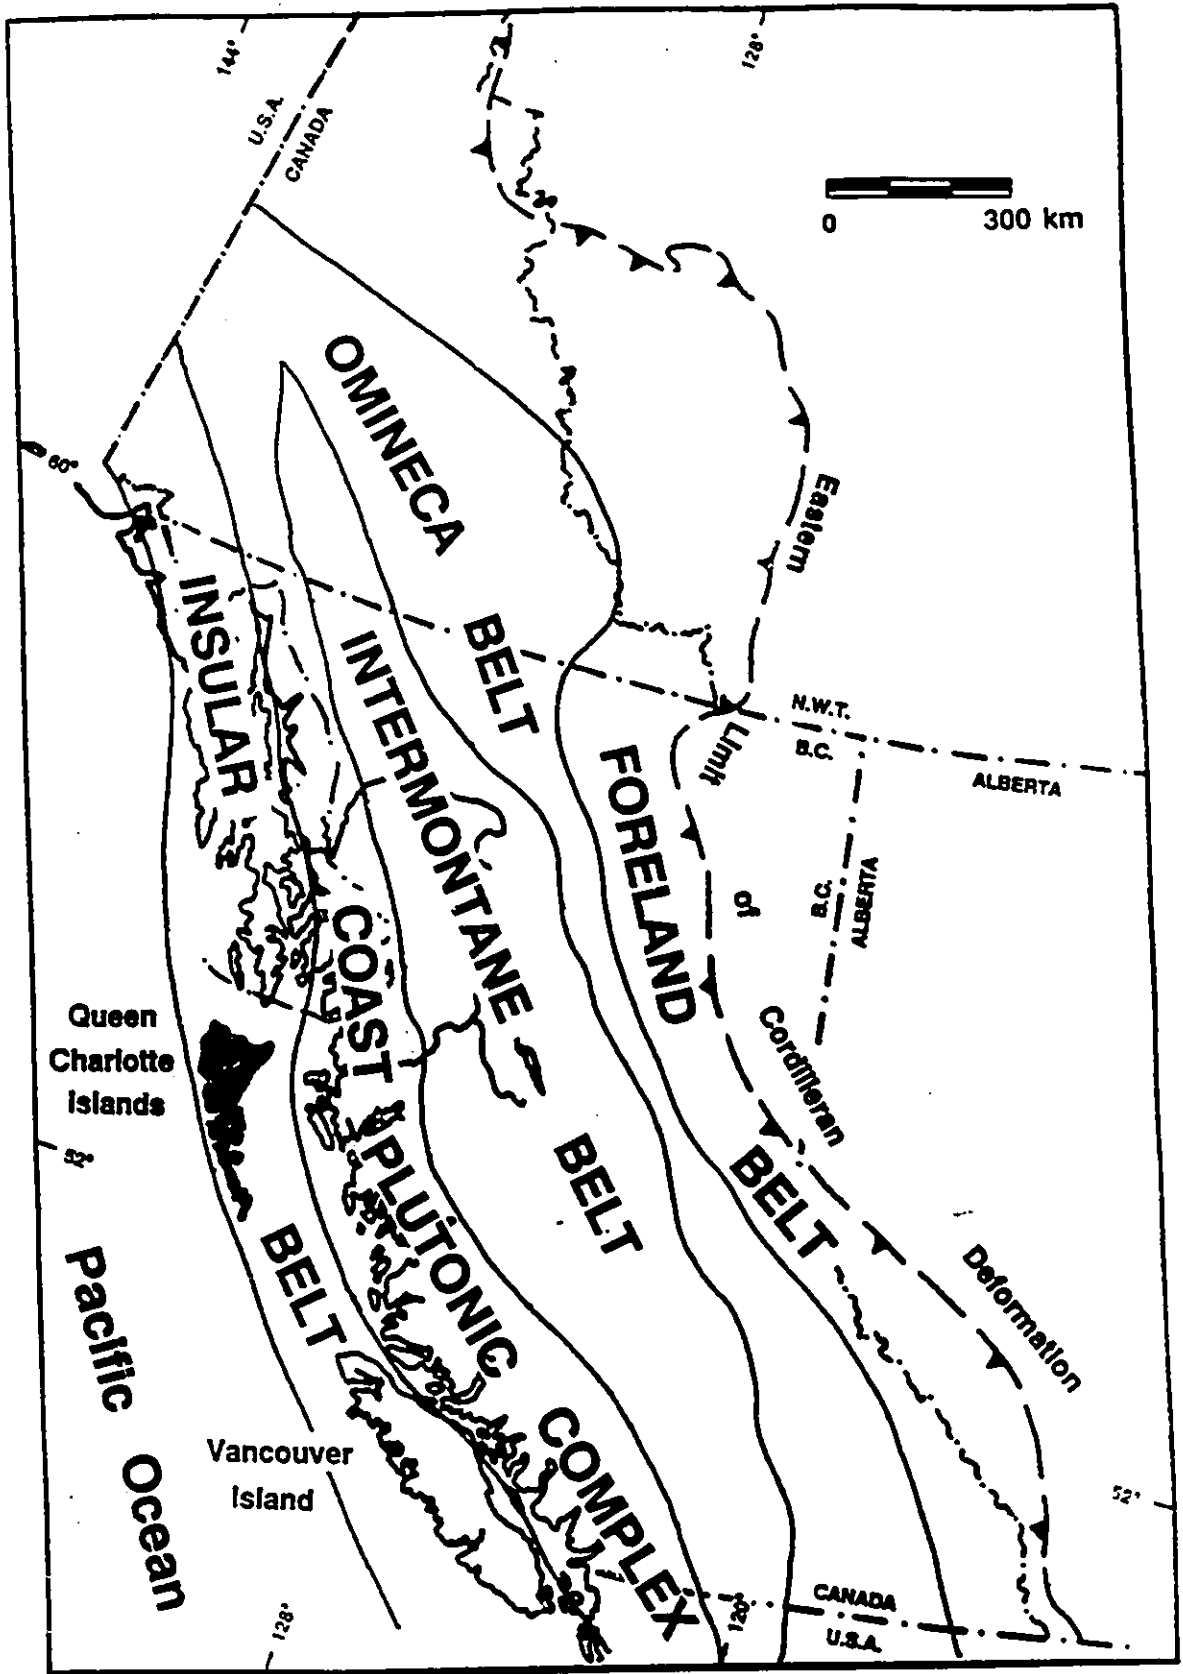 144°
128°
U.S.A.
CANADA
0 300 km
OMINECA BELT
60°
Eastern Limit of Cordilleran Deformation
INSULAR BELT
INTERMONTANE BELT
FORELAND BELT
N.W.T.
B.C.
ALBERTA
B.C.
ALBERTA
COAST PLUTONIC COMPLEX
Queen
Charlotte
Islands
52°
Pacific Ocean
Vancouver
Island
52°
128°
120°
CANADA
U.S.A.